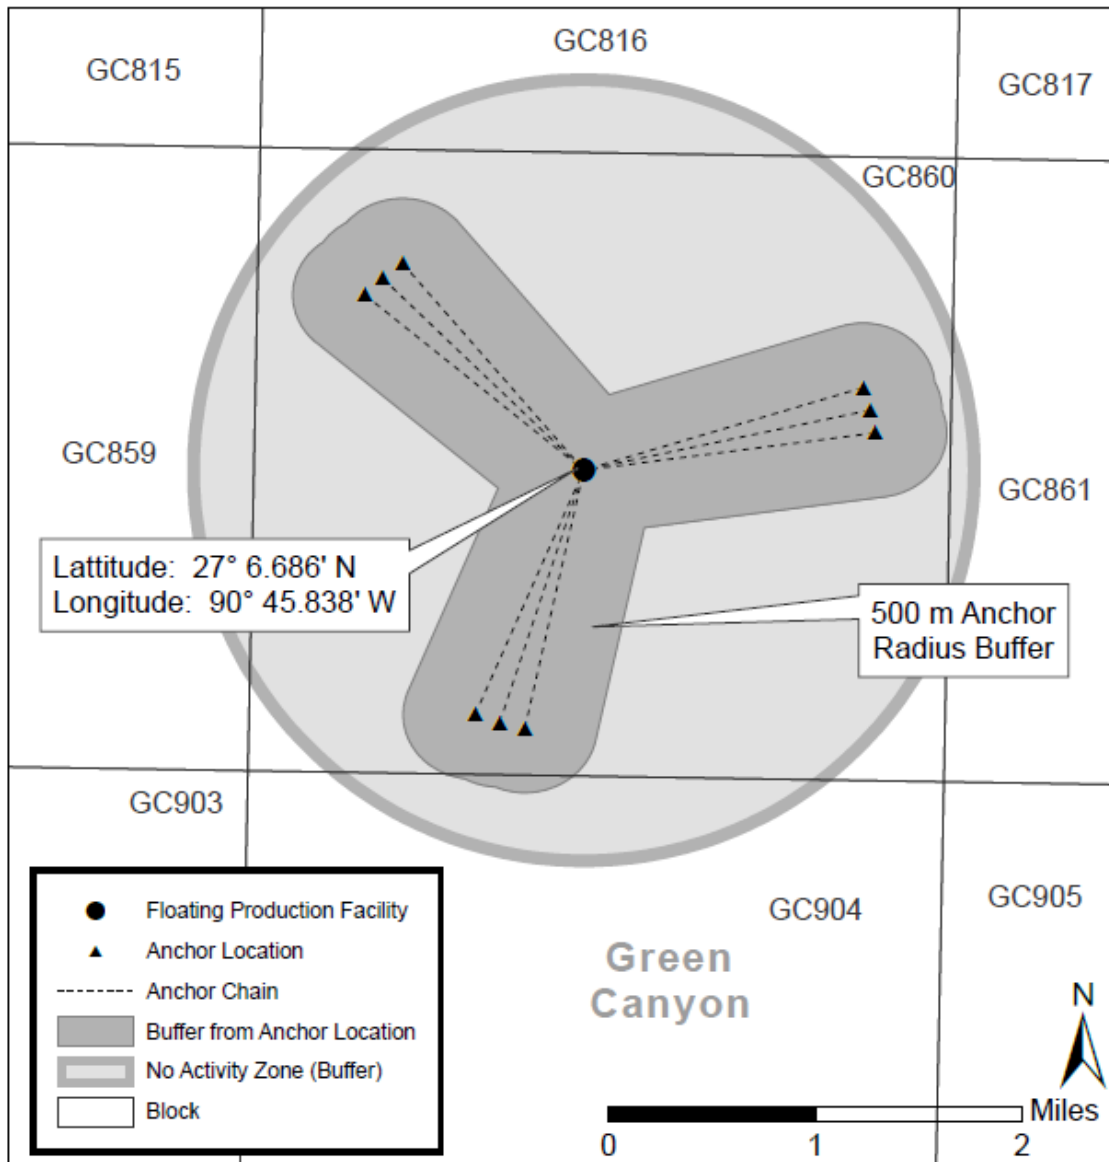 GC816
GC815
GC817
GC860
GC859
GC861
Lattitude: 27° 6.686' N
Longitude: 90° 45.838' W
500 m Anchor
Radius Buffer
GC903
GC904
GC905
Green
Canyon
Floating Production Facility
Anchor Location
Anchor Chain
Buffer from Anchor Location
No Activity Zone (Buffer)
Block
N
Miles
0 1 2